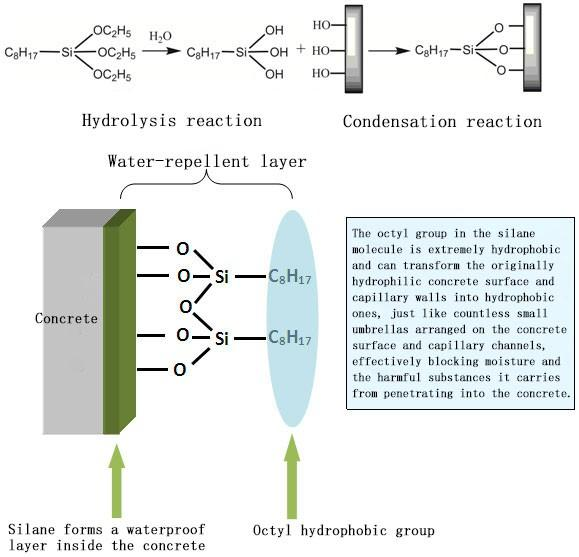 OC₂H₅
C₈H₁₇—Si—OC₂H₅
OC₂H₅
H₂O
OH
C₈H₁₇—Si—OH
OH
+
HO
HO
HO
O
C₈H₁₇—Si—O
O
Hydrolysis reaction
Condensation reaction
Water-repellent layer
O
O—Si—C₈H₁₇
O
O—Si—C₈H₁₇
O
Concrete
The octyl group in the silane
molecule is extremely hydrophobic
and can transform the originally
hydrophilic concrete surface and
capillary walls into hydrophobic
ones, just like countless small
umbrellas arranged on the concrete
surface and capillary channels,
effectively blocking moisture and
the harmful substances it carries
from penetrating into the concrete.
Silane forms a waterproof
layer inside the concrete
Octyl hydrophobic group